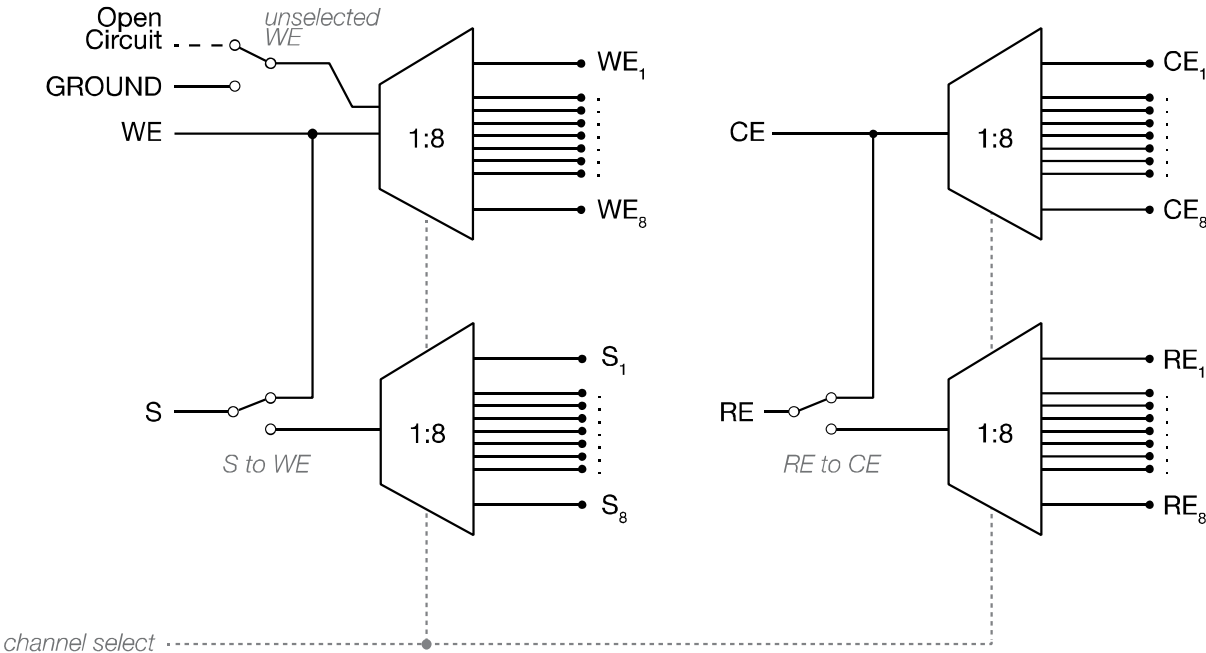 Open
Circuit
unselected
WE
GROUND
WE
1:8
WE1
WE8
CE
1:8
CE1
CE8
S
S to WE
1:8
S1
S8
RE
RE to CE
1:8
RE1
RE8
channel select